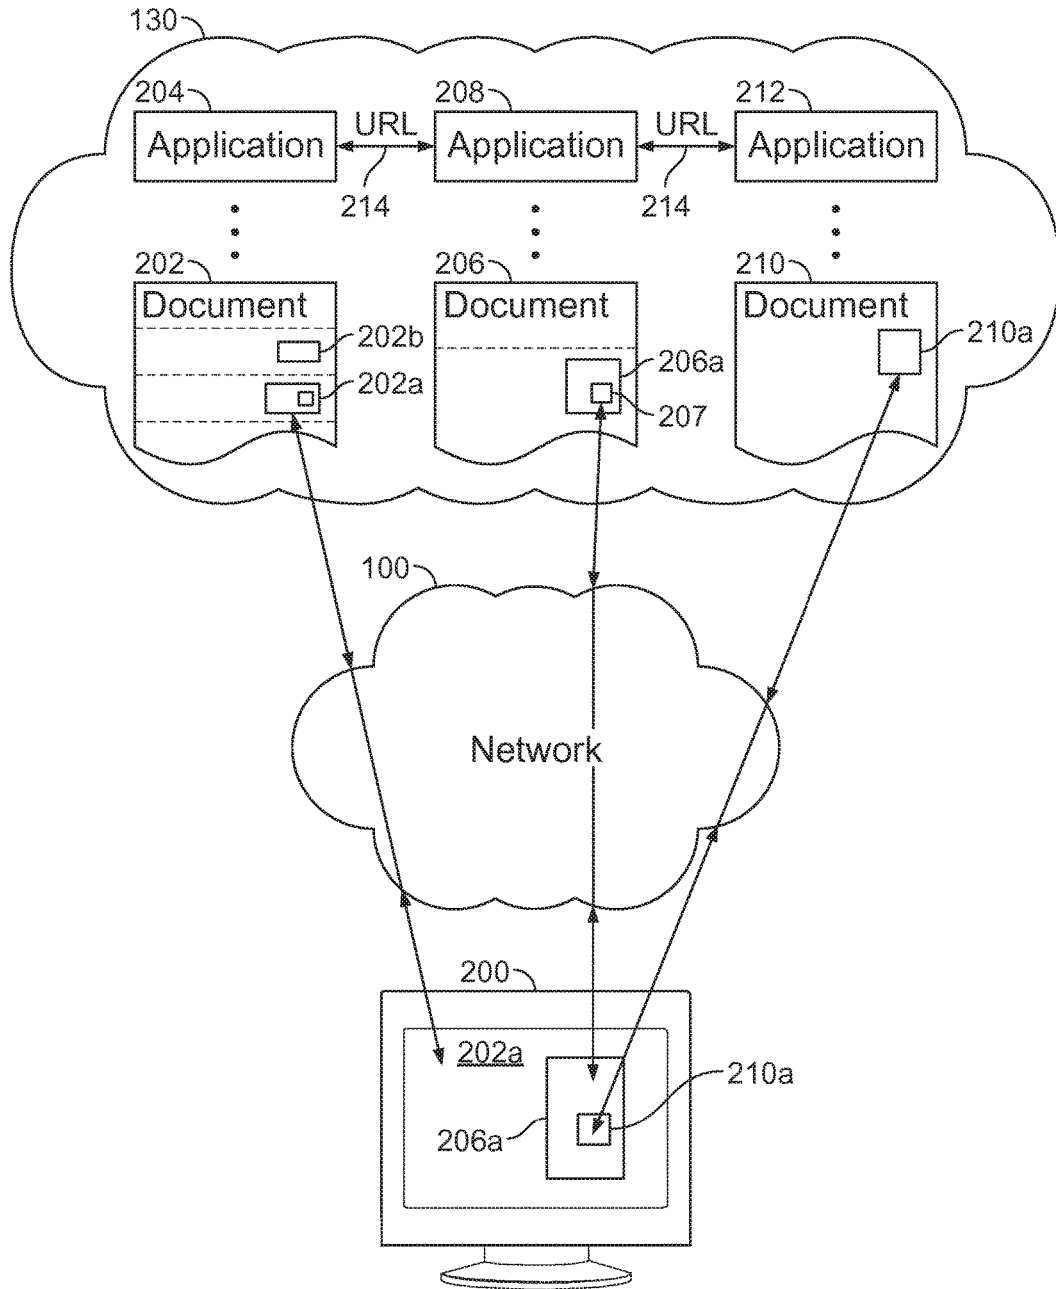 130
204 208 212
Application URL Application URL Application
214 214
202 206 210
Document Document Document
202b 210a
206a
202a
207
100
Network
200
202a
210a
206a